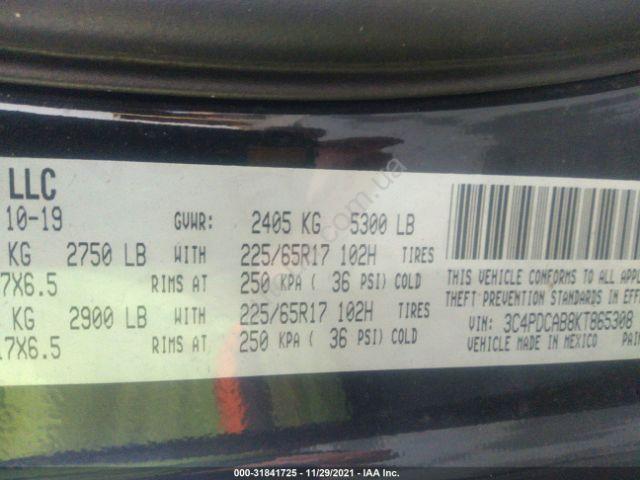 LLC
10-19 GVWR: 2405 KG 5300 LB
KG 2750 LB WITH 225/65R17 102H TIRES
7X6.5 RIMS AT 250 KPA ( 36 PSI) COLD
KG 2900 LB WITH 225/65R17 102H TIRES
7X6.5 RIMS AT 250 KPA ( 36 PSI) COLD
THIS VEHICLE CONFORMS TO ALL APPL
THEFT PREVENTION STANDARDS IN EFF
VIN: 3C4PDCAB8KT865308
VEHICLE MADE IN MEXICO PAI
000-31841725 - 11/29/2021 - IAA Inc.